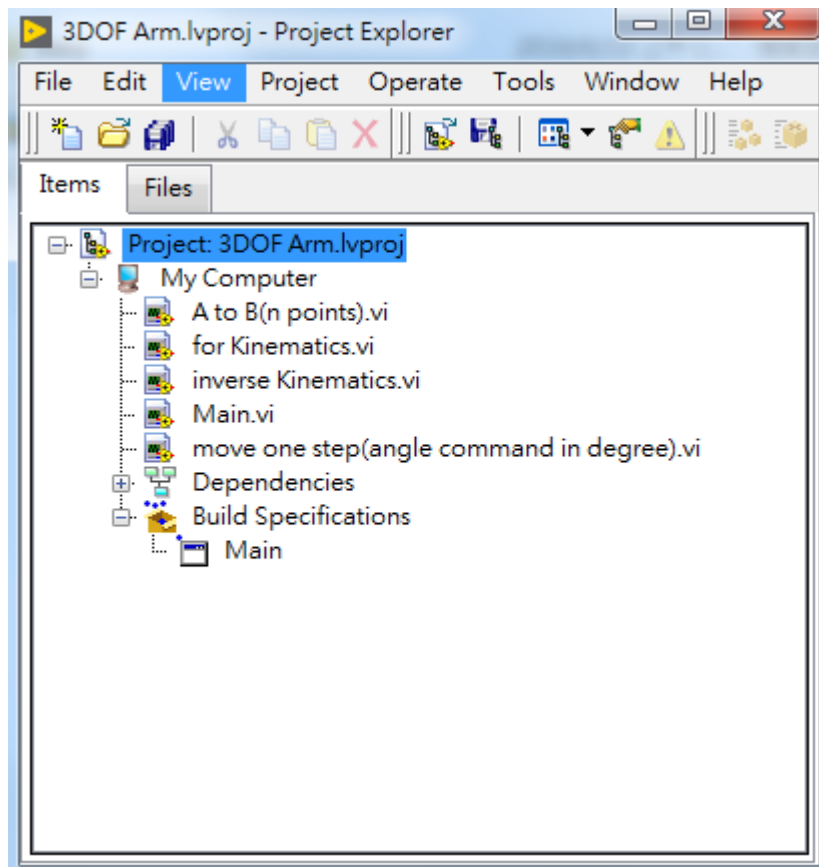 3DOF Arm.lvproj - Project Explorer
File Edit View Project Operate Tools Window Help
Items Files
Project: 3DOF Arm.lvproj
My Computer
A to B(n points).vi
for Kinematics.vi
inverse Kinematics.vi
Main.vi
move one step(angle command in degree).vi
Dependencies
Build Specifications
Main